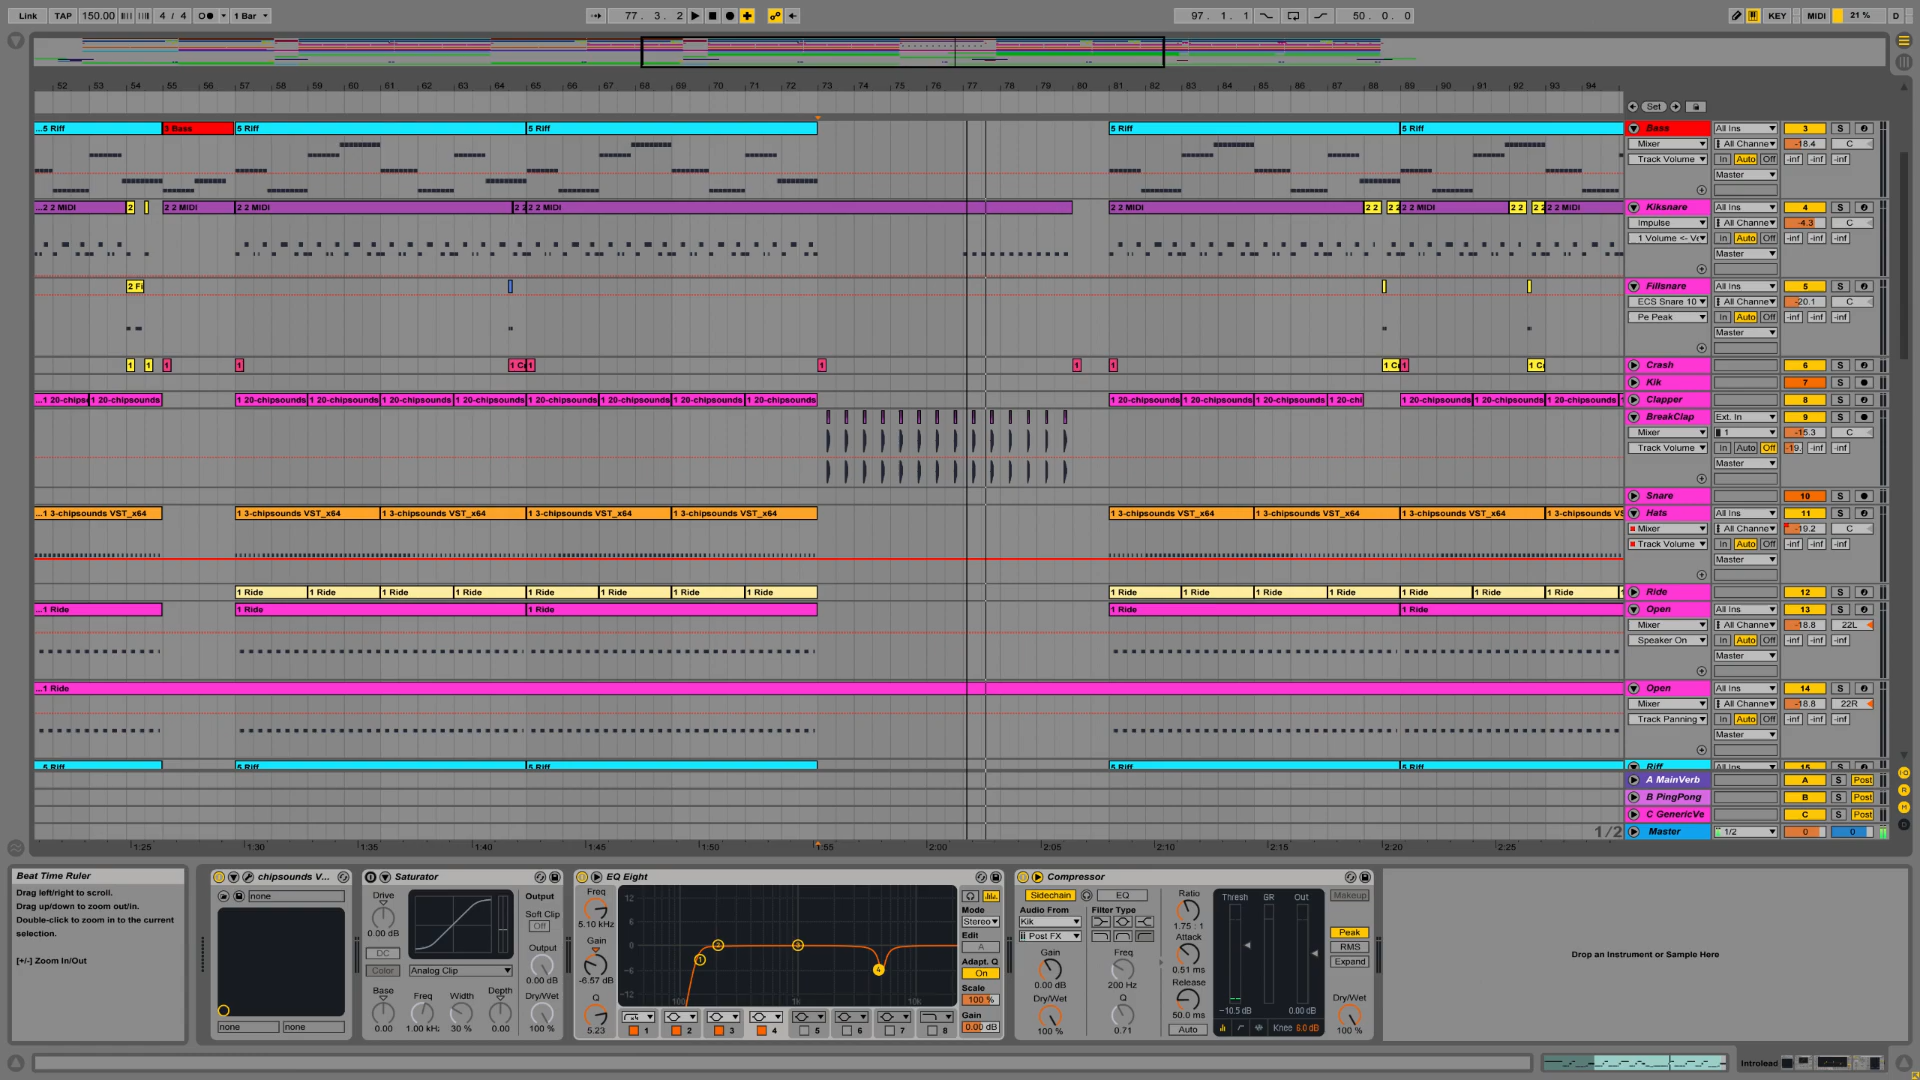 Link TAP 150.00 4 / 4 1 Bar 77. 3. 2 97. 1. 1 50. 0. 0 KEY MIDI 21 % D
52 53 54 55 56 57 58 59 60 61 62 63 64 65 66 67 68 69 70 71 72 73 74 75 76 77 78 79 80 81 82 83 84 85 86 87 88 89 90 91 92 93 94 Set
...5 Riff 3 Bass 5 Riff 5 Riff 5 Riff 5 Riff Bass All Ins 3 S
Mixer All Channe -18.4 C
Track Volume In Auto Off -inf -inf -inf
Master
...2 2 MIDI 2 2 2 MIDI 2 2 MIDI 2 2 2 MIDI 2 2 MIDI 2 2 2 2 2 MIDI 2 2 2 2 2 MIDI Kiksnare All Ins 4 S
Impulse All Channe -4.3 C
1 Volume <- Ve In Auto Off -inf -inf -inf
Master
2 Fi Fillsnare All Ins 5 S
ECS Snare 10 All Channe -20.1 C
Pe Peak In Auto Off -inf -inf -inf
Master
1 1 1 1 1 C 1 1 1 1 1 C 1 1 C Crash 6 S
Kik 7 S
...1 20-chips 1 20-chipsounds 1 20-chipsounds 1 20-chipsounds 1 20-chipsounds 1 20-chipsounds 1 20-chipsounds 1 20-chipsounds 1 20-chipsounds 1 20-chipsounds 1 20-chipsounds 1 20-chipsounds 1 20-chipsounds 1 20-chi 1 20-chipsounds 1 20-chipsounds 1 20-chipsounds Clapper 8 S
BreakClap Ext. In 9 S
Mixer 1 -15.3 C
Track Volume In Auto Off -19. -inf -inf
Master
Snare 10 S
...1 3-chipsounds VST_x64 1 3-chipsounds VST_x64 1 3-chipsounds VST_x64 1 3-chipsounds VST_x64 1 3-chipsounds VST_x64 1 3-chipsounds VST_x64 1 3-chipsounds VST_x64 1 3-chipsounds VST_x64 1 3-chipsounds VS Hats All Ins 11 S
Mixer All Channe -19.2 C
Track Volume In Auto Off -inf -inf -inf
Master
1 Ride 1 Ride 1 Ride 1 Ride 1 Ride 1 Ride 1 Ride 1 Ride 1 Ride 1 Ride 1 Ride 1 Ride 1 Ride 1 Ride 1 Ride Ride 12 S
...1 Ride 1 Ride 1 Ride 1 Ride 1 Ride Open All Ins 13 S
Mixer All Channe -18.8 22L
Speaker On In Auto Off -inf -inf -inf
Master
...1 Ride Open All Ins 14 S
Mixer All Channe -18.8 22R
Track Panning In Auto Off -inf -inf -inf
Master
5 Riff 5 Riff 5 Riff 5 Riff 5 Riff Riff All Ins 15 S
A MainVerb A S Post
B PingPong B S Post
C GenericVe C S Post
1/2 Master 1/2 0 0
1:25 1:30 1:35 1:40 1:45 1:50 1:55 2:00 2:05 2:10 2:15 2:20 2:25
Beat Time Ruler
Drag left/right to scroll.
Drag up/down to zoom out/in.
Double-click to zoom in to the current
selection.
[+/-] Zoom In/Out
chipsounds V...
none
none none
Saturator
Drive
0.00 dB
DC
Color
Analog Clip
Output
Soft Clip
Off
Output
0.00 dB
Base Freq Width Depth Dry/Wet
0.00 1.00 kHz 30 % 0.00 100 %
EQ Eight
Freq
5.10 kHz
Gain
-6.57 dB
Q
5.23
12
6
0
-6
-12
100 1k 10k
1 2 3 4
1 2 3 4 5 6 7 8
Mode
Stereo
Edit
A
Adapt. Q
On
Scale
100 %
Gain
0.00 dB
Compressor
Sidechain EQ
Audio From Filter Type
Kik
Post FX
Gain Freq
0.00 dB 200 Hz
Dry/Wet Q
100 % 0.71
Ratio
1.75 : 1
Attack
0.51 ms
Release
50.0 ms
Auto
Thresh GR Out
-10.5 dB 0.00 dB
Knee 6.0 dB
Makeup
Peak
RMS
Expand
Dry/Wet
100 %
Drop an Instrument or Sample Here
Introlead